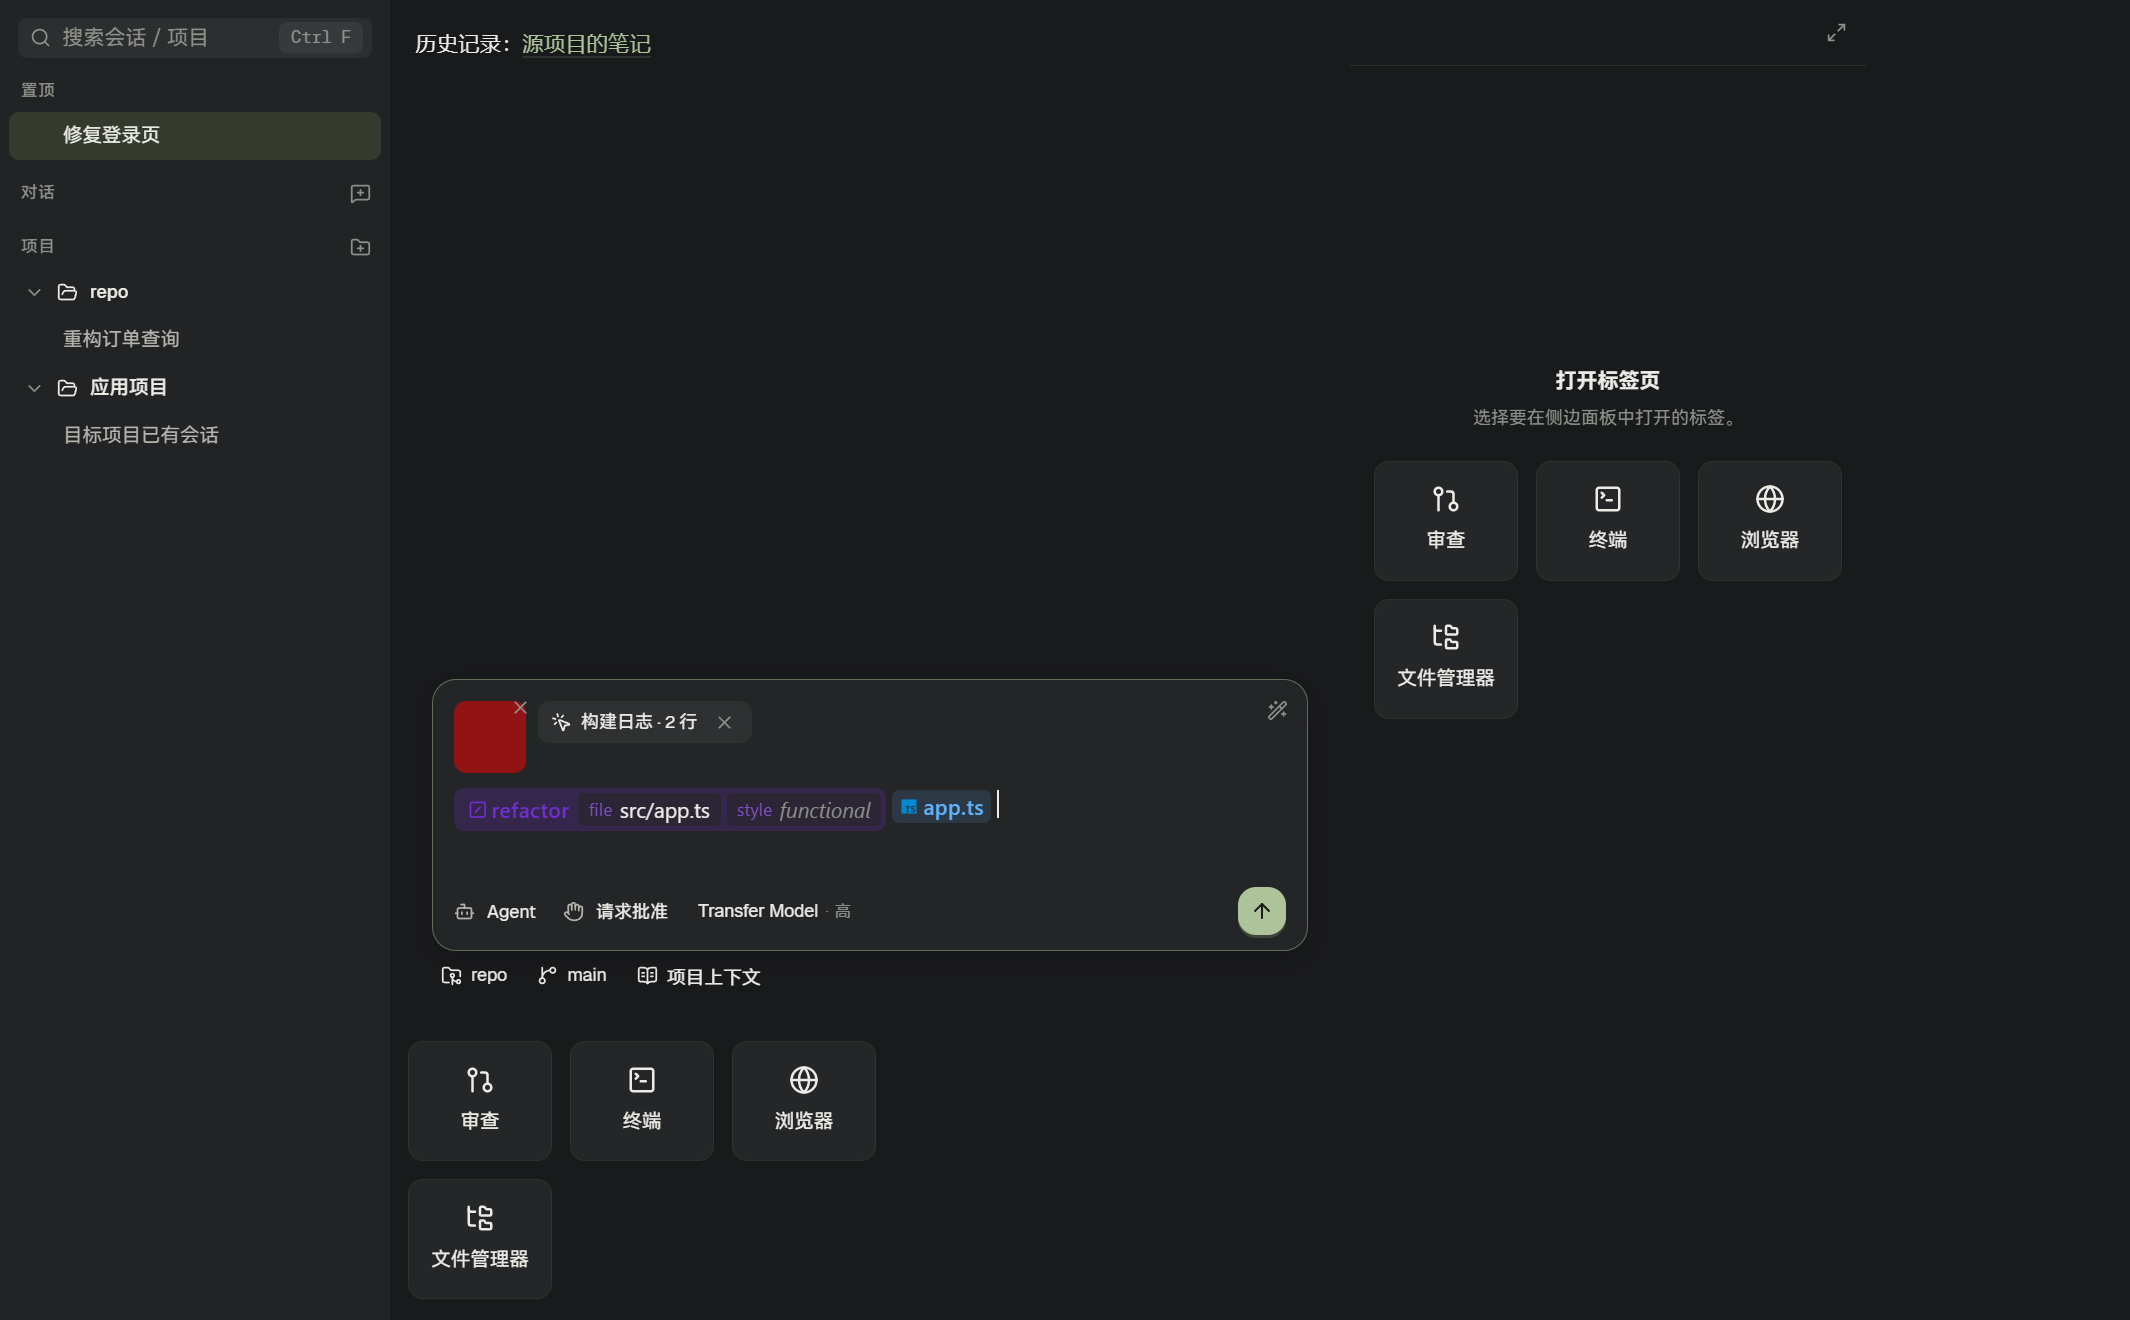 搜索会话 / 项目
Ctrl F
置顶
修复登录页
对话
项目
repo
重构订单查询
应用项目
目标项目已有会话
历史记录：源项目的笔记
打开标签页
选择要在侧边面板中打开的标签。
审查
终端
浏览器
文件管理器
构建日志 · 2 行
refactor file src/app.ts style functional TS app.ts
Agent 请求批准 Transfer Model · 高
repo main 项目上下文
审查
终端
浏览器
文件管理器